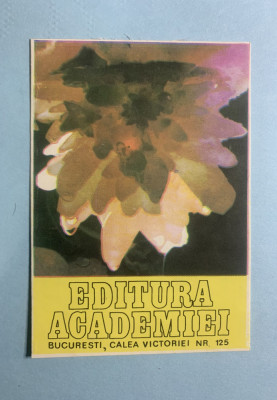 EDITURA
ACADEMIEI
BUCURESTI, CALEA VICTORIEI NR 125